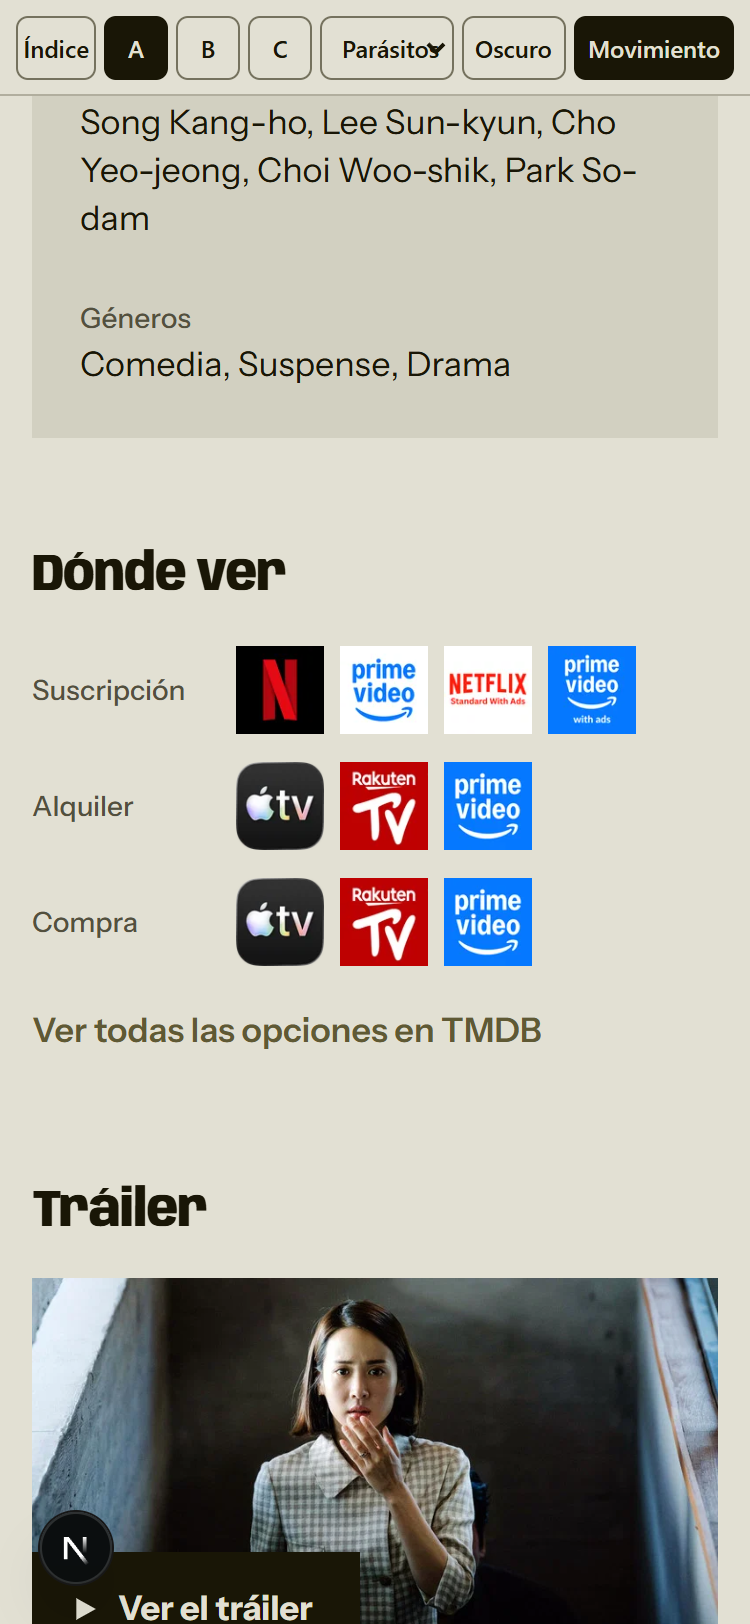 Índice A B C Parásitos Oscuro Movimiento
Song Kang-ho, Lee Sun-kyun, Cho
Yeo-jeong, Choi Woo-shik, Park So-
dam
Géneros
Comedia, Suspense, Drama
Dónde ver
Suscripción
N
prime
video
NETFLIX
Standard With Ads
prime
video
with ads
Alquiler
tv
Rakuten
TV
prime
video
Compra
tv
Rakuten
TV
prime
video
Ver todas las opciones en TMDB
Tráiler
N
Ver el tráiler